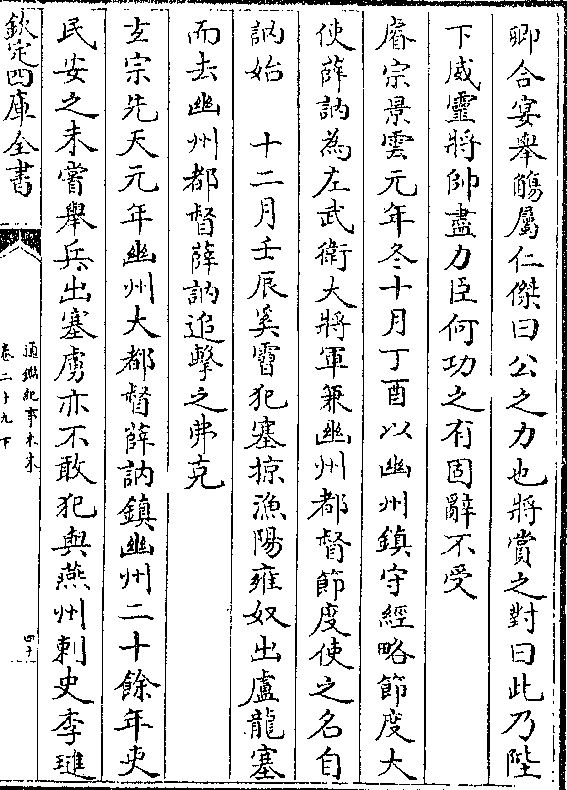 卿合宴舉觴屬仁傑曰公之力也將賞之對曰此乃陛
下威靈將帥盡力臣何功之有固辭不受
睿宗景雲元年冬十月丁酉以幽州鎮守經略節度大
使薛訥為左武衛大將軍兼幽州都督節度使之名自
訥始　十二月壬辰奚霫犯塞掠漁陽雍奴出盧龍塞
而去幽州都督薛訥追擊之弗克
玄宗先天元年幽州大都督薛訥鎮幽州二十餘年吏
民安之未嘗舉兵出塞虜亦不敢犯與燕州刺史李璡
欽定四庫全書
通鑑紀事本末
卷二十九下
四十